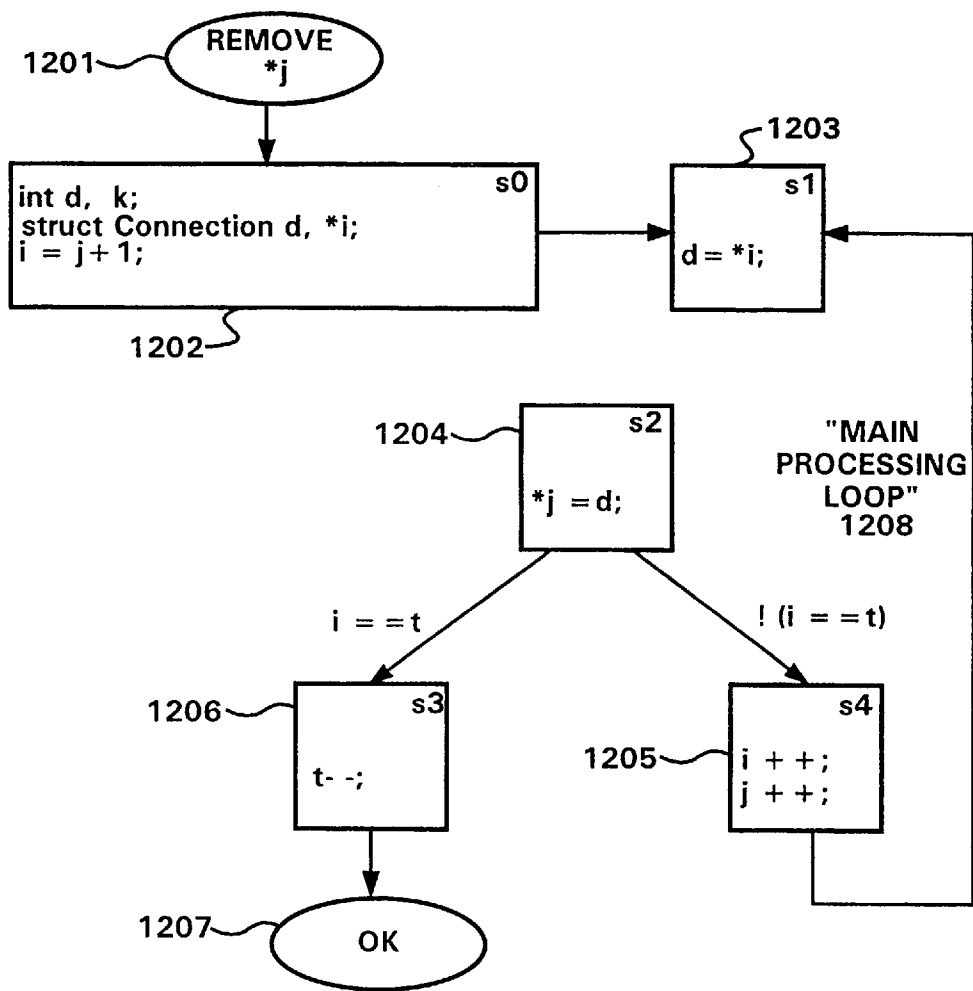 REMOVE
*j
1201
1203
s0
int d, k;
struct Connection d, *i;
i = j+1;
s1
d= *i;
1202
1204
s2
*j =d;
"MAIN
PROCESSING
LOOP"
1208
i = =t
! (i = =t)
1206
s3
t- -;
1205
s4
i + +;
j + +;
1207
OK